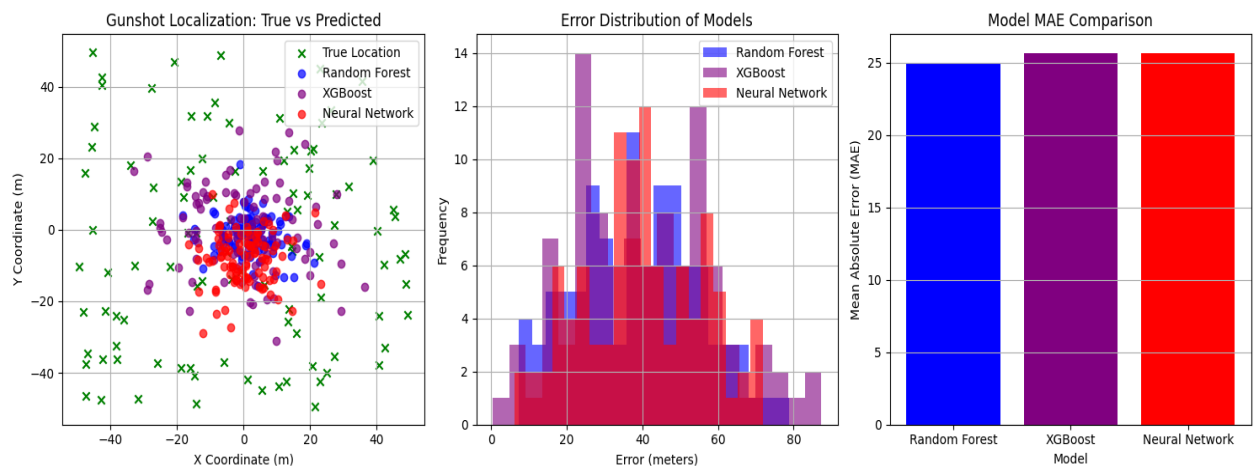 Gunshot Localization: True vs Predicted
True Location
Random Forest
XGBoost
Neural Network
Y Coordinate (m)
40
20
0
−20
−40
−40
−20
0
20
40
X Coordinate (m)
Error Distribution of Models
Random Forest
XGBoost
Neural Network
Frequency
14
12
10
8
6
4
2
0
0
20
40
60
80
Error (meters)
Model MAE Comparison
Mean Absolute Error (MAE)
25
20
15
10
5
0
Random Forest
XGBoost
Neural Network
Model